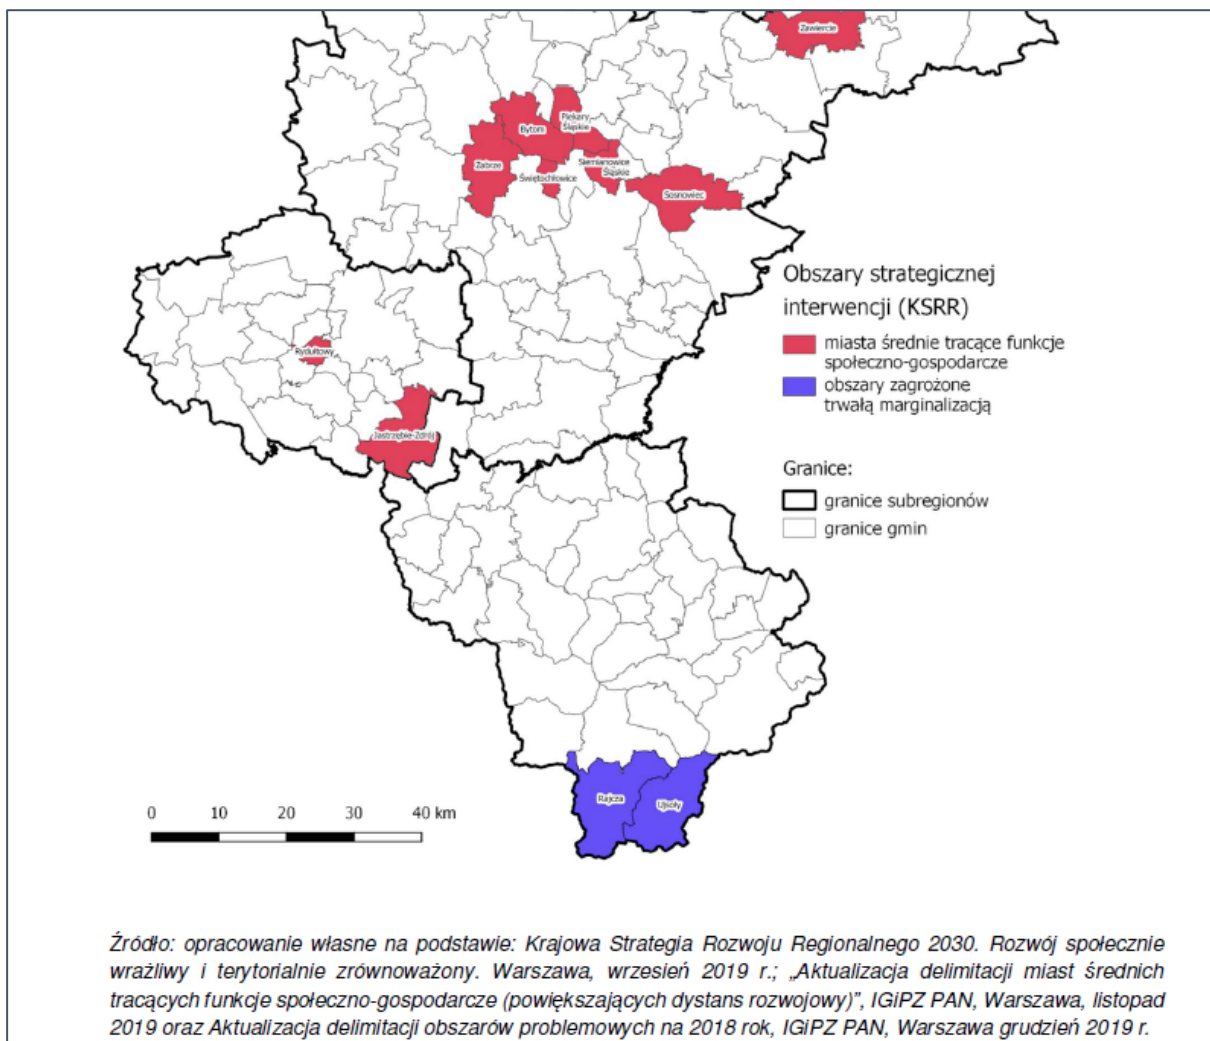 Zawiercie
Piekary
Śląskie
Bytom
Zabrze
Siemianowice
Śląskie
Świętochłowice
Sosnowiec
Obszary strategicznej
interwencji (KSRR)
miasta średnie tracące funkcje
społeczno-gospodarcze
obszary zagrożone
trwałą marginalizacją
Rydułtowy
Jastrzębie-Zdrój
Granice:
granice subregionów
granice gmin
Rajcza
Ujsoły
0 10 20 30 40 km
Źródło: opracowanie własne na podstawie: Krajowa Strategia Rozwoju Regionalnego 2030. Rozwój społecznie
wrażliwy i terytorialnie zrównoważony. Warszawa, wrzesień 2019 r.; „Aktualizacja delimitacji miast średnich
tracących funkcje społeczno-gospodarcze (powiększających dystans rozwojowy)”, IGiPZ PAN, Warszawa, listopad
2019 oraz Aktualizacja delimitacji obszarów problemowych na 2018 rok, IGiPZ PAN, Warszawa grudzień 2019 r.